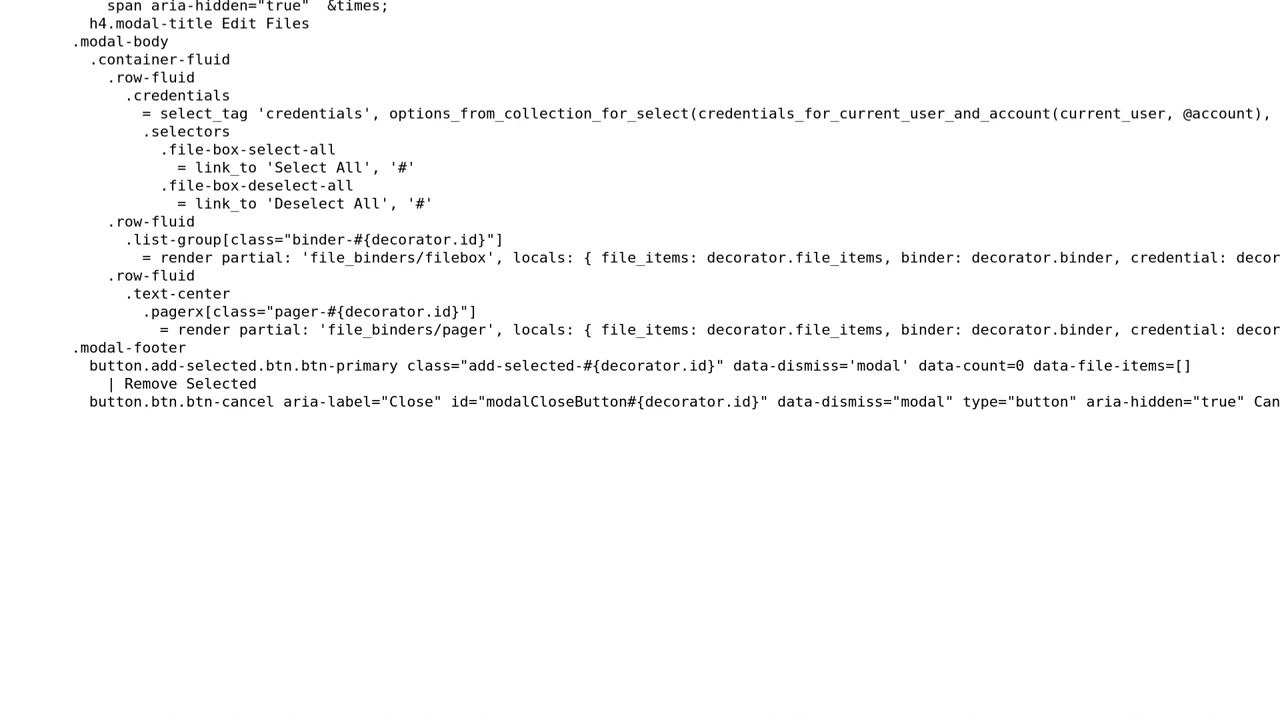 span aria-hidden="true"  &times;
h4.modal-title Edit Files
.modal-body
.container-fluid
.row-fluid
.credentials
= select_tag 'credentials', options_from_collection_for_select(credentials_for_current_user_and_account(current_user, @account),
.selectors
.file-box-select-all
= link_to 'Select All', '#'
.file-box-deselect-all
= link_to 'Deselect All', '#'
.row-fluid
.list-group[class="binder-#{decorator.id}"]
= render partial: 'file_binders/filebox', locals: { file_items: decorator.file_items, binder: decorator.binder, credential: decor
.row-fluid
.text-center
.pagerx[class="pager-#{decorator.id}"]
= render partial: 'file_binders/pager', locals: { file_items: decorator.file_items, binder: decorator.binder, credential: decor
.modal-footer
button.add-selected.btn.btn-primary class="add-selected-#{decorator.id}" data-dismiss='modal' data-count=0 data-file-items=[]
| Remove Selected
button.btn.btn-cancel aria-label="Close" id="modalCloseButton#{decorator.id}" data-dismiss="modal" type="button" aria-hidden="true" Can